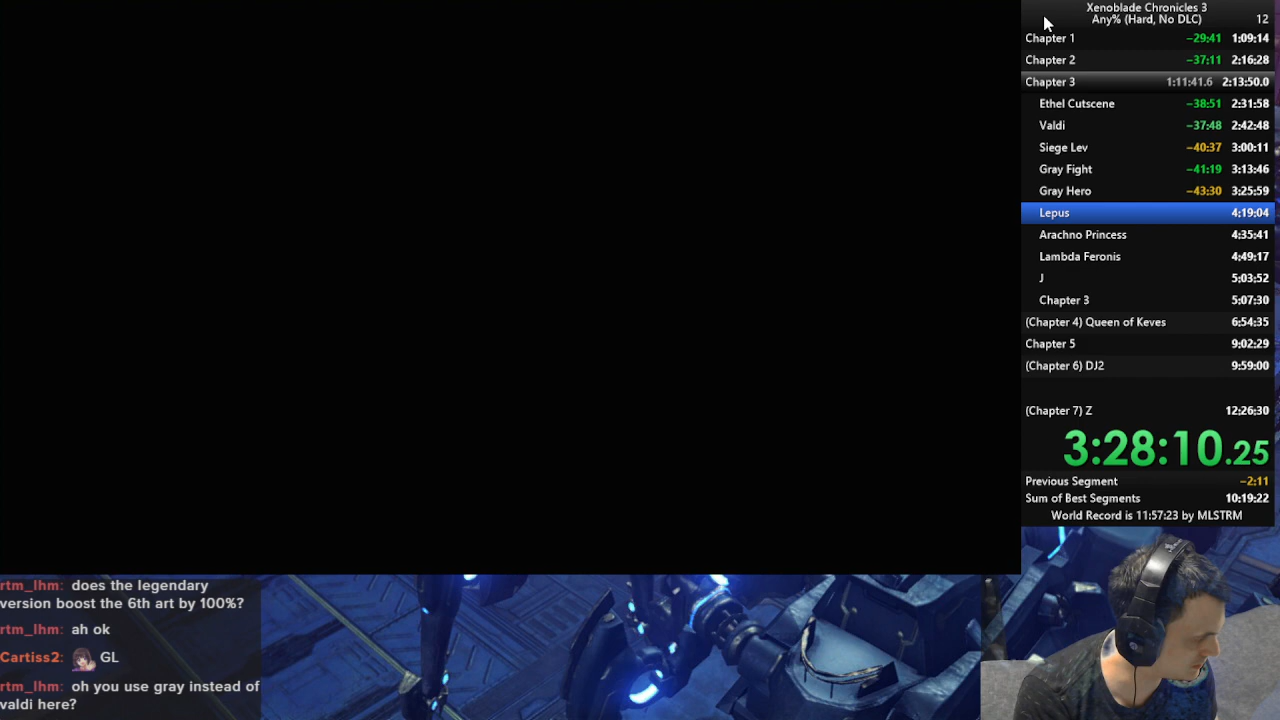 Xenoblade Chronicles 3
Any% (Hard, No DLC) 12
Chapter 1 −29:41 1:09:14
Chapter 2 −37:11 2:16:28
Chapter 3 1:11:41.6 2:13:50.0
Ethel Cutscene −38:51 2:31:58
Valdi −37:48 2:42:48
Siege Lev −40:37 3:00:11
Gray Fight −41:19 3:13:46
Gray Hero −43:30 3:25:59
Lepus 4:19:04
Arachno Princess 4:35:41
Lambda Feronis 4:49:17
J 5:03:52
Chapter 3 5:07:30
(Chapter 4) Queen of Keves 6:54:35
Chapter 5 9:02:29
(Chapter 6) DJ2 9:59:00
(Chapter 7) Z 12:26:30
3:28:10.25
Previous Segment −2:11
Sum of Best Segments 10:19:22
World Record is 11:57:23 by MLSTRM
rtm_lhm: does the legendary
version boost the 6th art by 100%?
rtm_lhm: ah ok
Cartiss2: GL
rtm_lhm: oh you use gray instead of
valdi here?